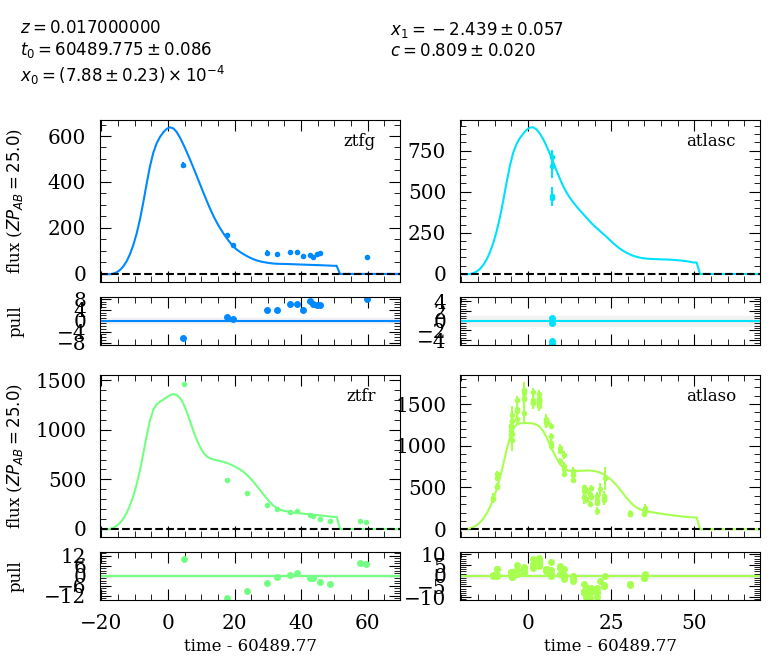 z = 0.017000000
t₀ = 60489.775 ± 0.086
x₀ = (7.88 ± 0.23) × 10⁻⁴
x₁ = −2.439 ± 0.057
c = 0.809 ± 0.020
ztfg
600
400
200
0
flux (ZP_AB = 25.0)
atlasc
750
500
250
0
8
4
0
−4
−8
pull
4
2
0
−2
−4
ztfr
1500
1000
500
0
flux (ZP_AB = 25.0)
atlaso
1500
1000
500
0
12
6
0
−6
−12
pull
10
5
0
−5
−10
−20 0 20 40 60
time - 60489.77
0 25 50
time - 60489.77